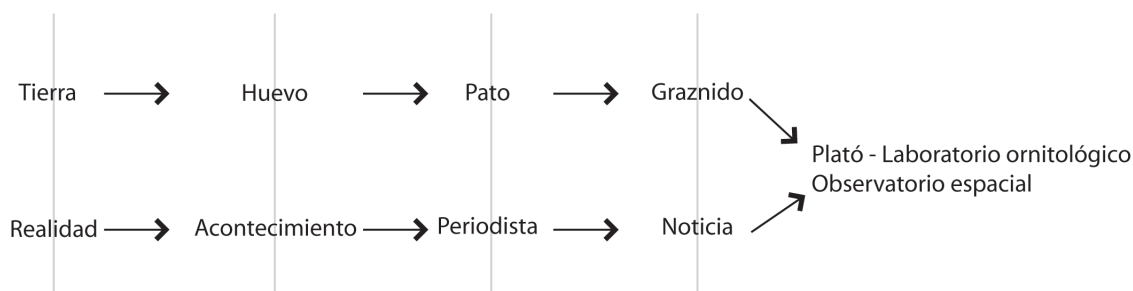 Tierra Huevo Pato Graznido
Plató - Laboratorio ornitológico
Observatorio espacial
Realidad Acontecimiento Periodista Noticia